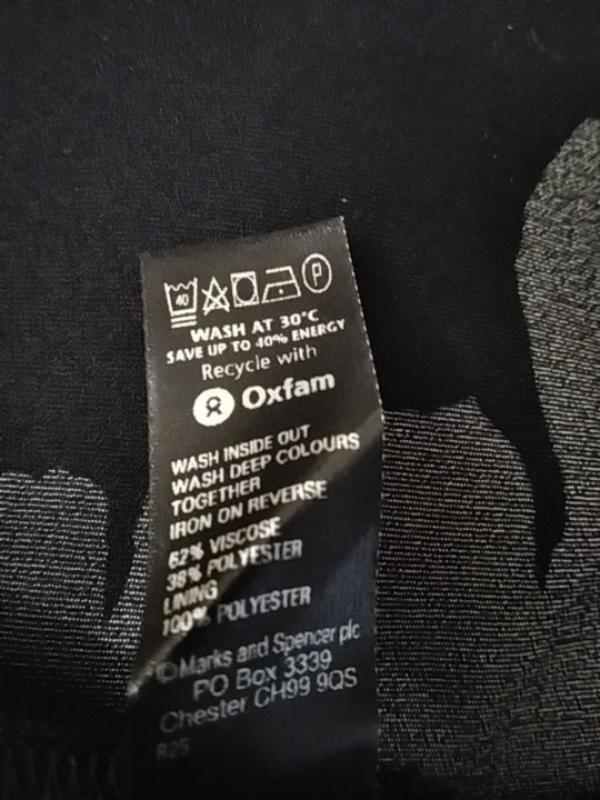 40 P
WASH AT 30°C
SAVE UP TO 40% ENERGY
Recycle with
Oxfam
WASH INSIDE OUT
WASH DEEP COLOURS
TOGETHER
IRON ON REVERSE
62% VISCOSE
38% POLYESTER
LINING
100% POLYESTER
©Marks and Spencer plc
PO Box 3339
Chester CH99 9QS
R25